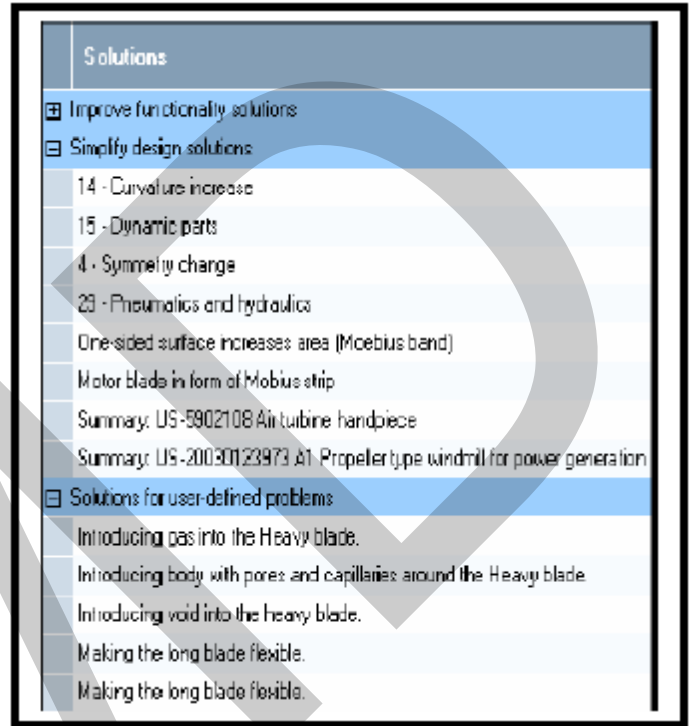 Solutions
Improve functionality solutions
Simplify design solutions
14 - Curvature increase
15 - Dynamic parts
4 - Symmetry change
29 - Pneumatics and hydraulics
One-sided surface increases area (Moebius band)
Motor blade in form of Mobius strip
Summary: US-5902108 Air turbine handpiece
Summary: US-20030123973 A1 Propeller type windmill for power generation
Solutions for user-defined problems
Introducing gas into the Heavy blade.
Introducing body with pores and capillaries around the Heavy blade
Introducing void into the heavy blade.
Making the long blade flexible.
Making the long blade flexible.